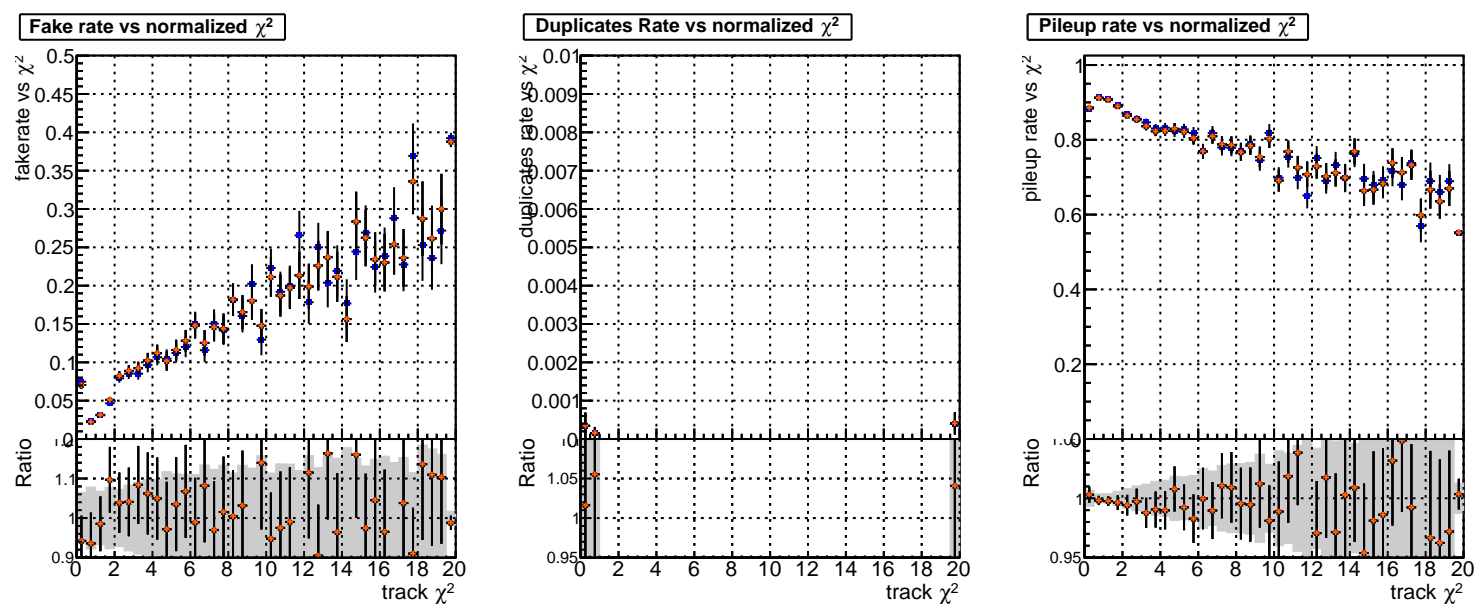 Fake rate vs normalized χ²
fakerate vs χ²
0.5
0.45
0.4
0.35
0.3
0.25
0.2
0.15
0.1
0.05
0
Ratio
1.1
1
0.9
0 2 4 6 8 10 12 14 16 18 20
track χ²
Duplicates Rate vs normalized χ²
duplicates rate vs χ²
0.01
0.009
0.008
0.007
0.006
0.005
0.004
0.003
0.002
0.001
0
Ratio
1.05
1
0.95
0 2 4 6 8 10 12 14 16 18 20
track χ²
Pileup rate vs normalized χ²
pileup rate vs χ²
1
0.8
0.6
0.4
0.2
Ratio
1
0.95
0 2 4 6 8 10 12 14 16 18 20
track χ²